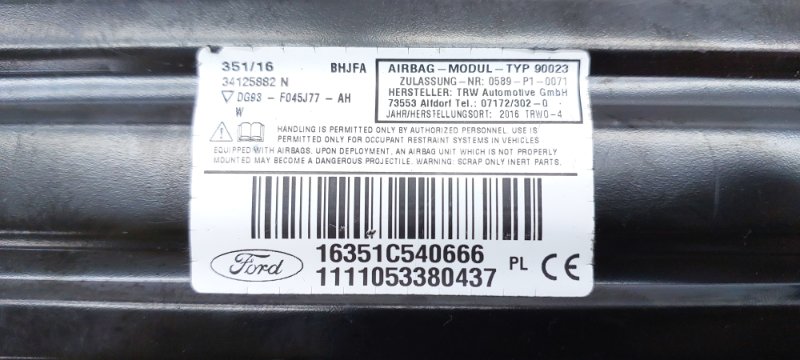 351/16 BHJFA
34125882 N
DG93 - F045J77 - AH
W
AIRBAG-MODUL-TYP 90023
ZULASSUNG-NR: 0589-P1-0071
HERSTELLER: TRW Automotive GmbH
73553 Alfdorf Tel.: 07172/302-0
JAHR/HERSTELLUNGSORT: 2016 TRWO-4
HANDLING IS PERMITTED ONLY BY AUTHORIZED PERSONNEL. USE IS
PERMITTED ONLY FOR OCCUPANT RESTRAINT SYSTEMS IN VEHICLES
EQUIPPED WITH AIRBAGS. UPON DEPLOYMENT, AN AIRBAG UNIT WHICH IS NOT PROPERLY
MOUNTED MAY BECOME A DANGEROUS PROJECTILE. WARNING: SCRAP ONLY INERT PARTS.
Ford
16351C540666
1111053380437
PL CE